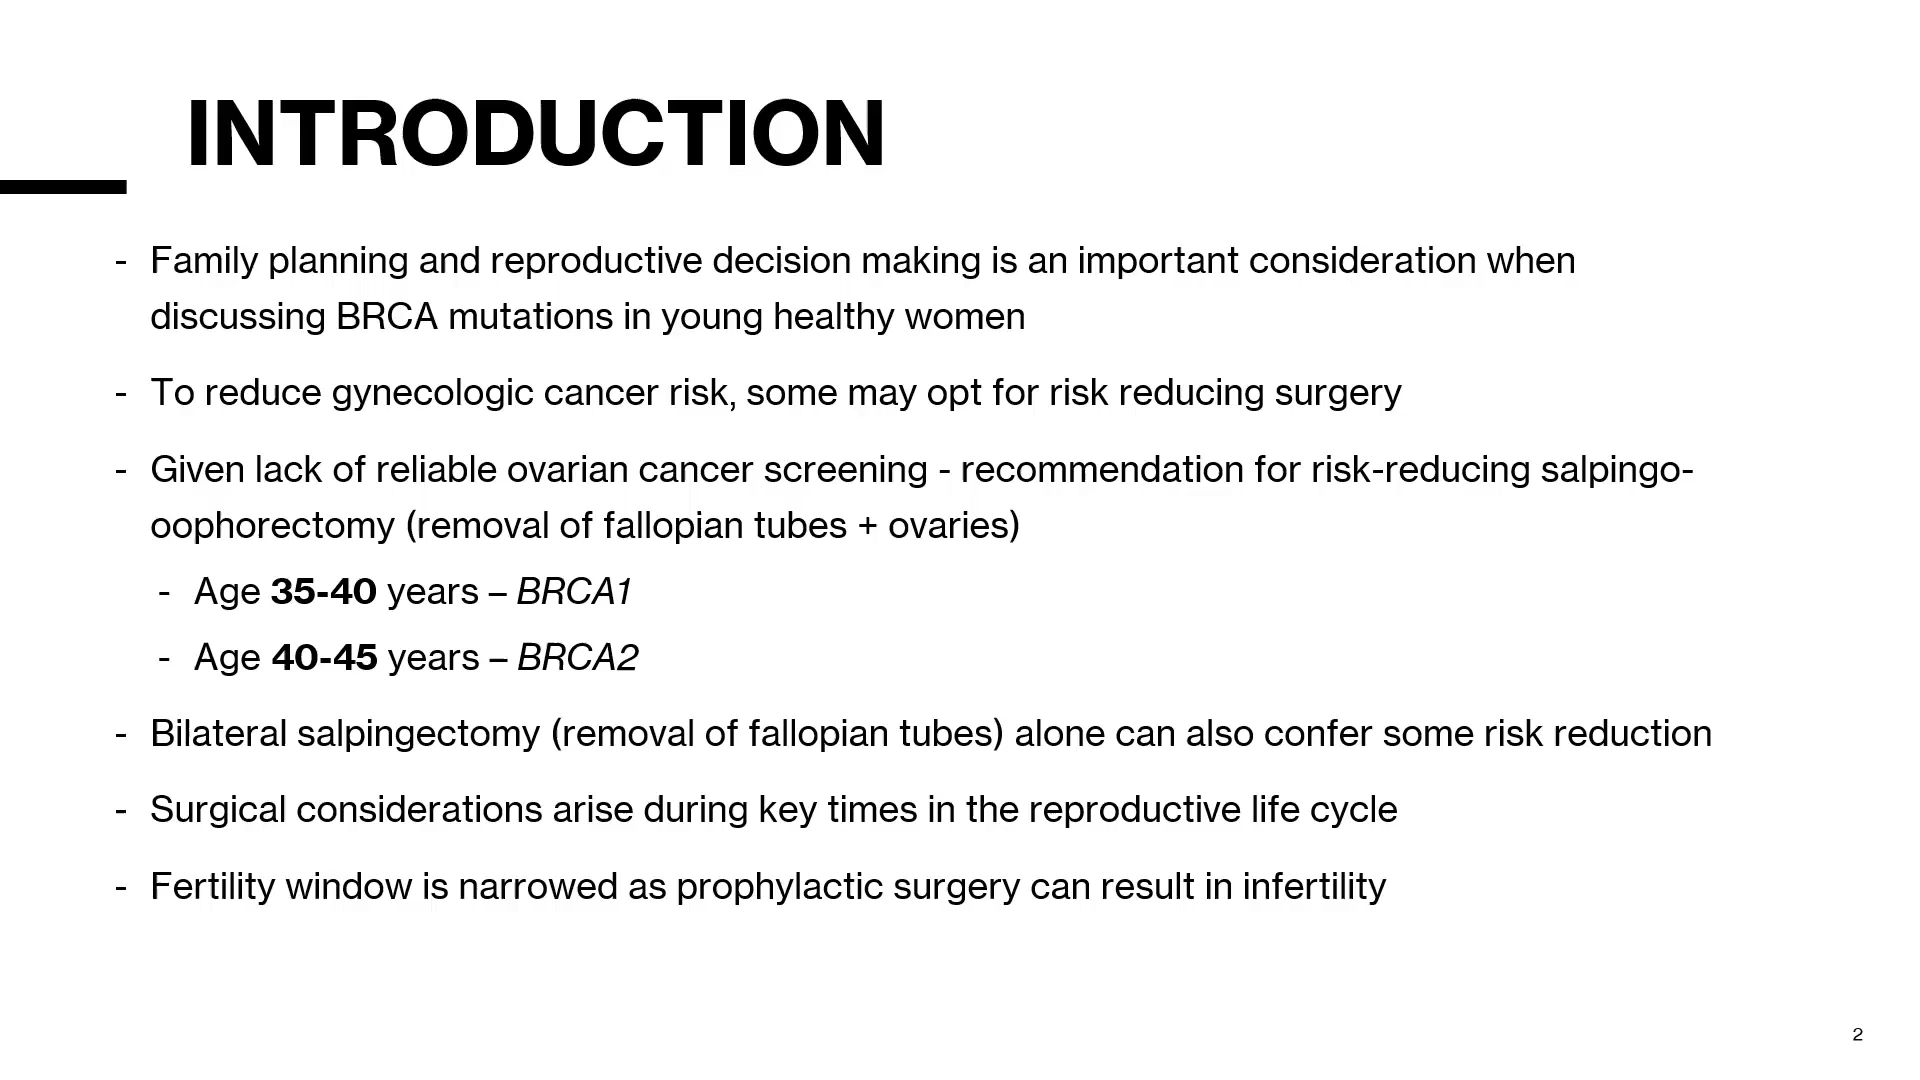 INTRODUCTION
- Family planning and reproductive decision making is an important consideration when
discussing BRCA mutations in young healthy women
- To reduce gynecologic cancer risk, some may opt for risk reducing surgery
- Given lack of reliable ovarian cancer screening - recommendation for risk-reducing salpingo-
oophorectomy (removal of fallopian tubes + ovaries)
- Age 35-40 years – BRCA1
- Age 40-45 years – BRCA2
- Bilateral salpingectomy (removal of fallopian tubes) alone can also confer some risk reduction
- Surgical considerations arise during key times in the reproductive life cycle
- Fertility window is narrowed as prophylactic surgery can result in infertility
2